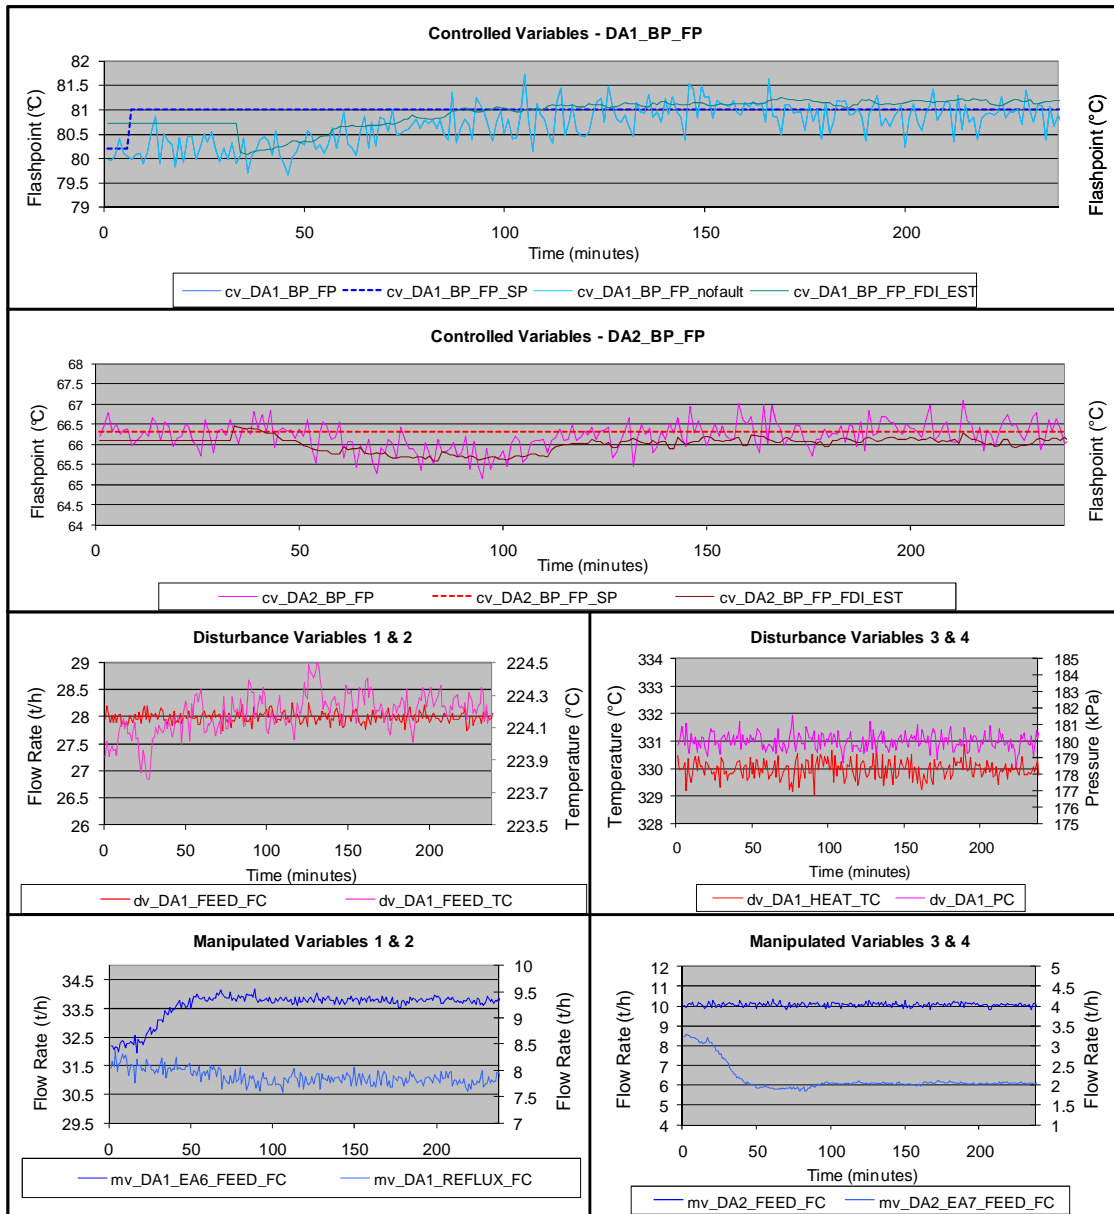 Controlled Variables - DA1_BP_FP
82
81.5
81
80.5
80
79.5
79
Flashpoint (°C)
Flashpoint (°C)
0 50 100 150 200
Time (minutes)
cv_DA1_BP_FP cv_DA1_BP_FP_SP cv_DA1_BP_FP_nofault cv_DA1_BP_FP_FDI_EST
Controlled Variables - DA2_BP_FP
68
67.5
67
66.5
66
65.5
65
64.5
64
Flashpoint (°C)
Flashpoint (°C)
0 50 100 150 200
Time (minutes)
cv_DA2_BP_FP cv_DA2_BP_FP_SP cv_DA2_BP_FP_FDI_EST
Disturbance Variables 1 & 2
29
28.5
28
27.5
27
26.5
26
Flow Rate (t/h)
224.5
224.3
224.1
223.9
223.7
223.5
Temperature (°C)
0 50 100 150 200
Time (minutes)
dv_DA1_FEED_FC dv_DA1_FEED_TC
Disturbance Variables 3 & 4
334
333
332
331
330
329
328
Temperature (°C)
185
184
183
182
181
180
179
178
177
176
175
Pressure (kPa)
0 50 100 150 200
Time (minutes)
dv_DA1_HEAT_TC dv_DA1_PC
Manipulated Variables 1 & 2
34.5
33.5
32.5
31.5
30.5
29.5
Flow Rate (t/h)
10
9.5
9
8.5
8
7.5
7
Flow Rate (t/h)
0 50 100 150 200
Time (minutes)
mv_DA1_EA6_FEED_FC mv_DA1_REFLUX_FC
Manipulated Variables 3 & 4
12
11
10
9
8
7
6
5
4
Flow Rate (t/h)
5
4.5
4
3.5
3
2.5
2
1.5
1
Flow Rate (t/h)
0 50 100 150 200
Time (minutes)
mv_DA2_FEED_FC mv_DA2_EA7_FEED_FC